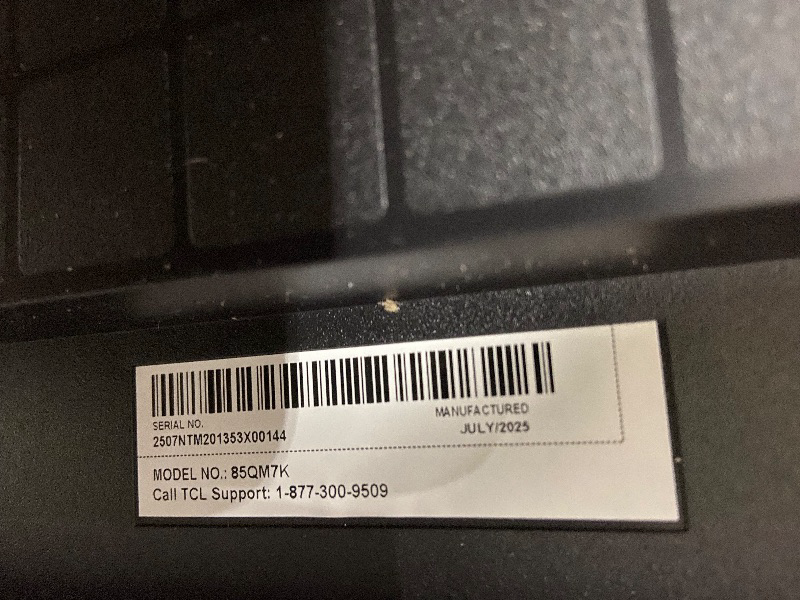 SERIAL NO.
2507NTM201353X00144
MANUFACTURED
JULY/2025
MODEL NO.: 85QM7K
Call TCL Support: 1-877-300-9509